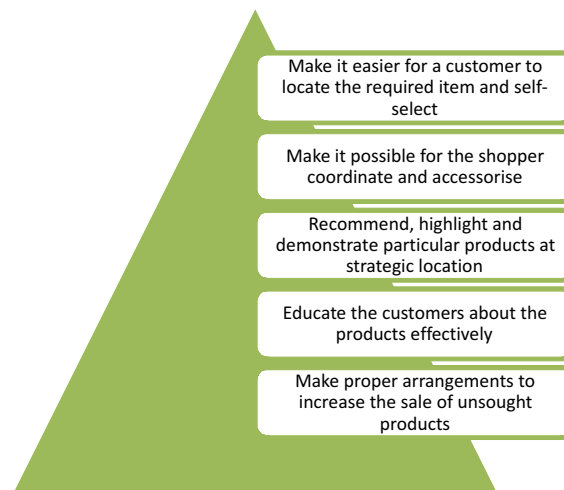 Make it easier for a customer to
locate the required item and self-
select
Make it possible for the shopper
coordinate and accessorise
Recommend, highlight and
demonstrate particular products at
strategic location
Educate the customers about the
products effectively
Make proper arrangements to
increase the sale of unsought
products